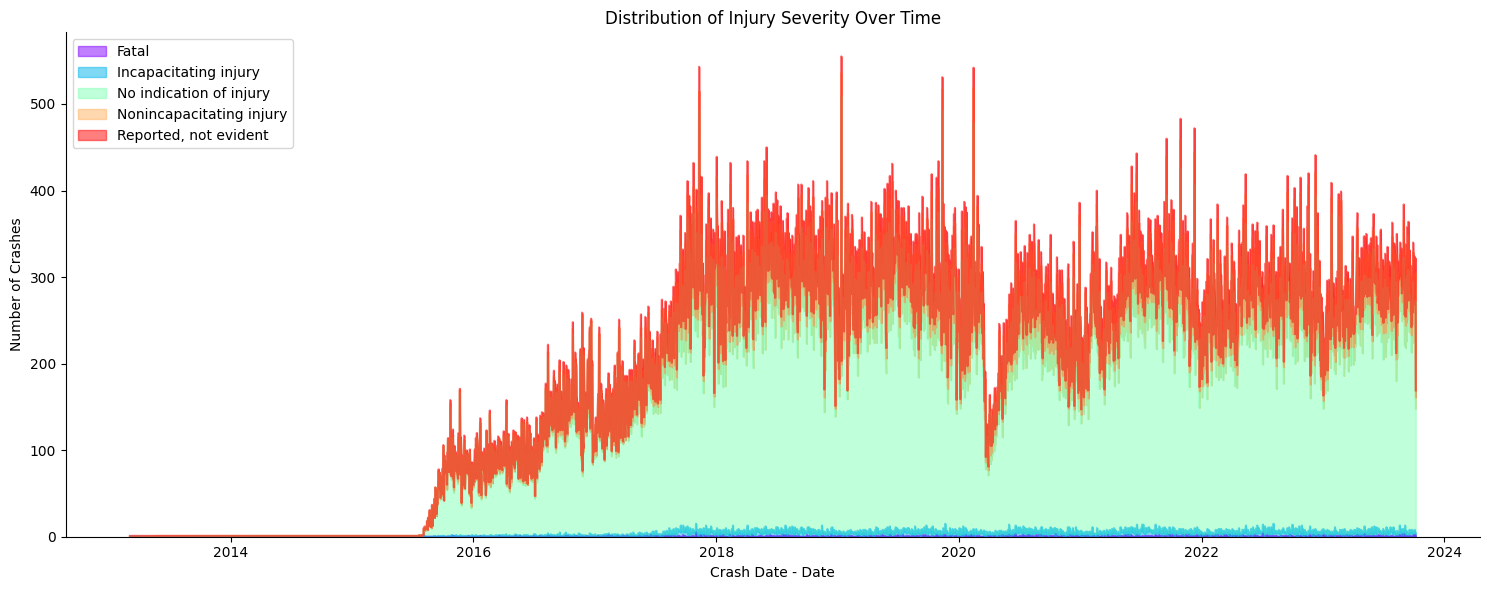 Distribution of Injury Severity Over Time
Fatal
Incapacitating injury
No indication of injury
Nonincapacitating injury
Reported, not evident
Number of Crashes
500
400
300
200
100
0
2014
2016
2018
2020
2022
2024
Crash Date - Date